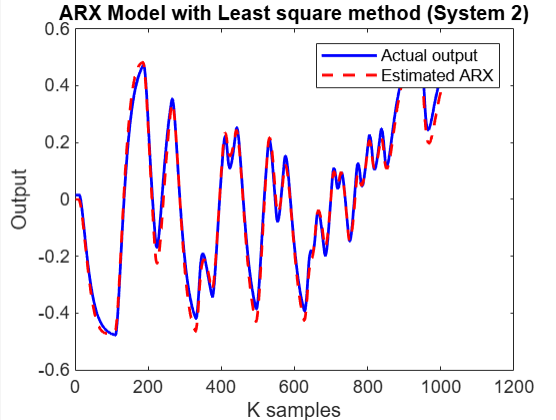 ARX Model with Least square method (System 2)
Actual output
Estimated ARX
Output
0.6
0.4
0.2
0
-0.2
-0.4
-0.6
0 200 400 600 800 1000 1200
K samples